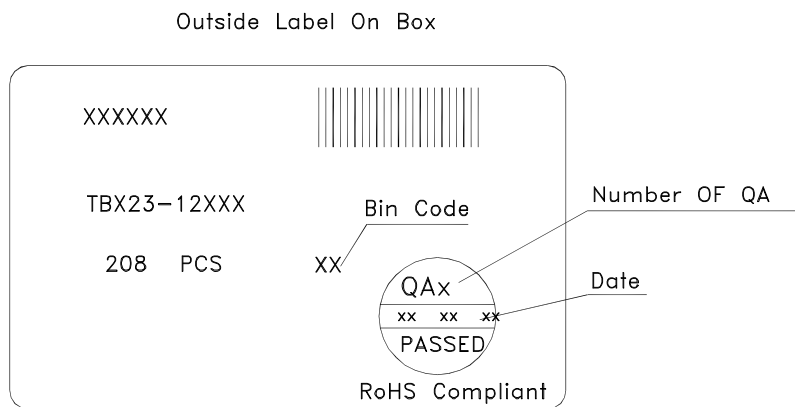 Outside Label On Box
XXXXXX
TBX23-12XXX
Bin Code
Number OF QA
208 PCS
XX
QAx
Date
xx xx xx
PASSED
RoHS Compliant